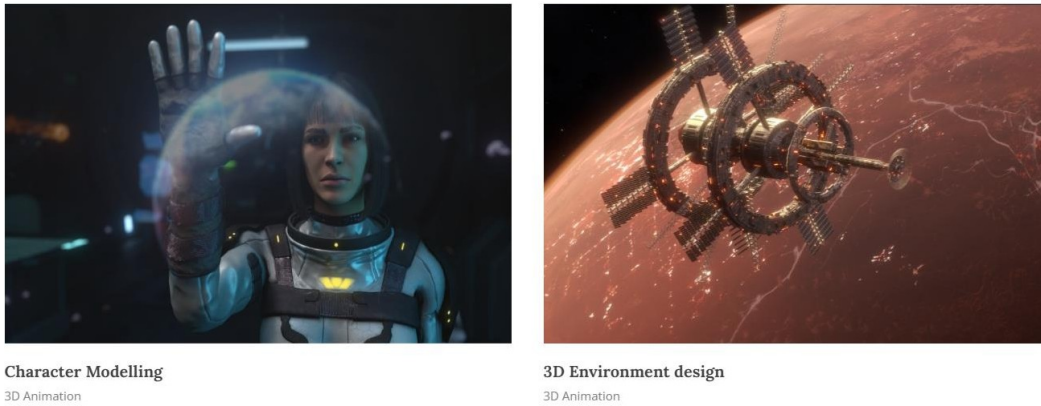 Character Modelling
3D Animation
3D Environment design
3D Animation